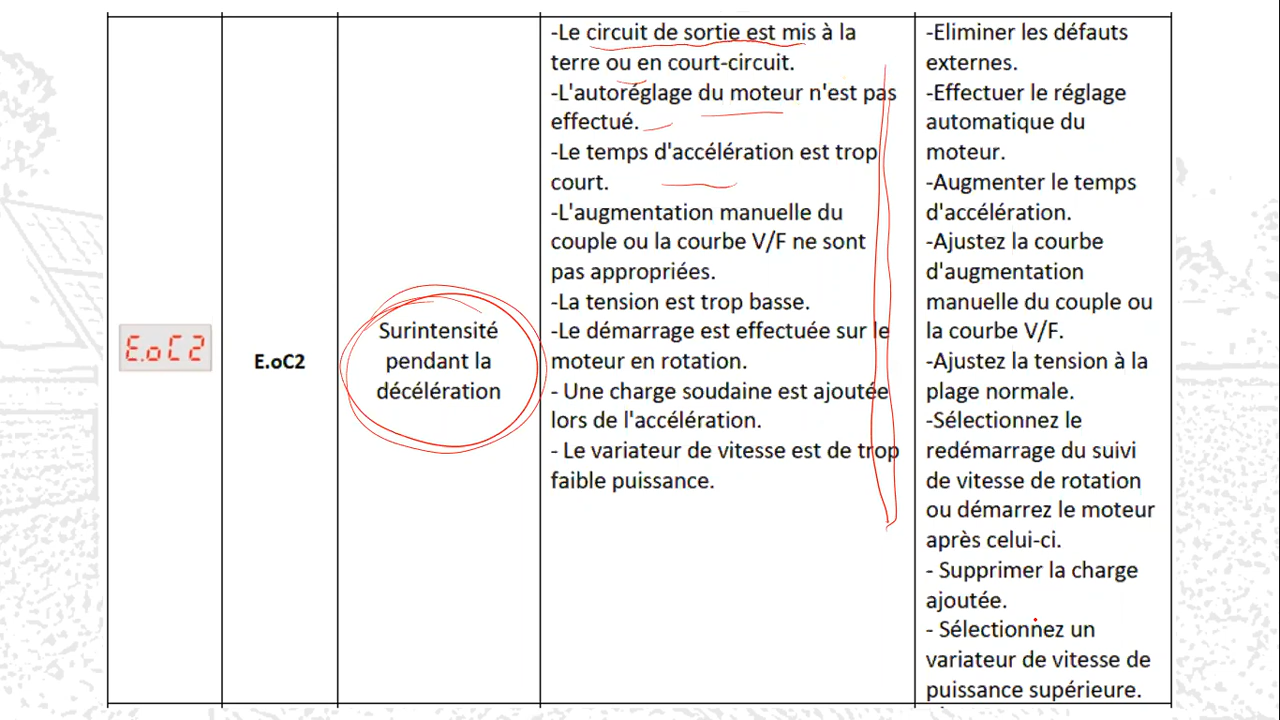 E.oC2
E.oC2
Surintensité
pendant la
décélération
-Le circuit de sortie est mis à la
terre ou en court-circuit.
-L'autoréglage du moteur n'est pas
effectué.
-Le temps d'accélération est trop
court.
-L'augmentation manuelle du
couple ou la courbe V/F ne sont
pas appropriées.
-La tension est trop basse.
-Le démarrage est effectuée sur le
moteur en rotation.
- Une charge soudaine est ajoutée
lors de l'accélération.
- Le variateur de vitesse est de trop
faible puissance.
-Eliminer les défauts
externes.
-Effectuer le réglage
automatique du
moteur.
-Augmenter le temps
d'accélération.
-Ajustez la courbe
d'augmentation
manuelle du couple ou
la courbe V/F.
-Ajustez la tension à la
plage normale.
-Sélectionnez le
redémarrage du suivi
de vitesse de rotation
ou démarrez le moteur
après celui-ci.
- Supprimer la charge
ajoutée.
- Sélectionnez un
variateur de vitesse de
puissance supérieure.